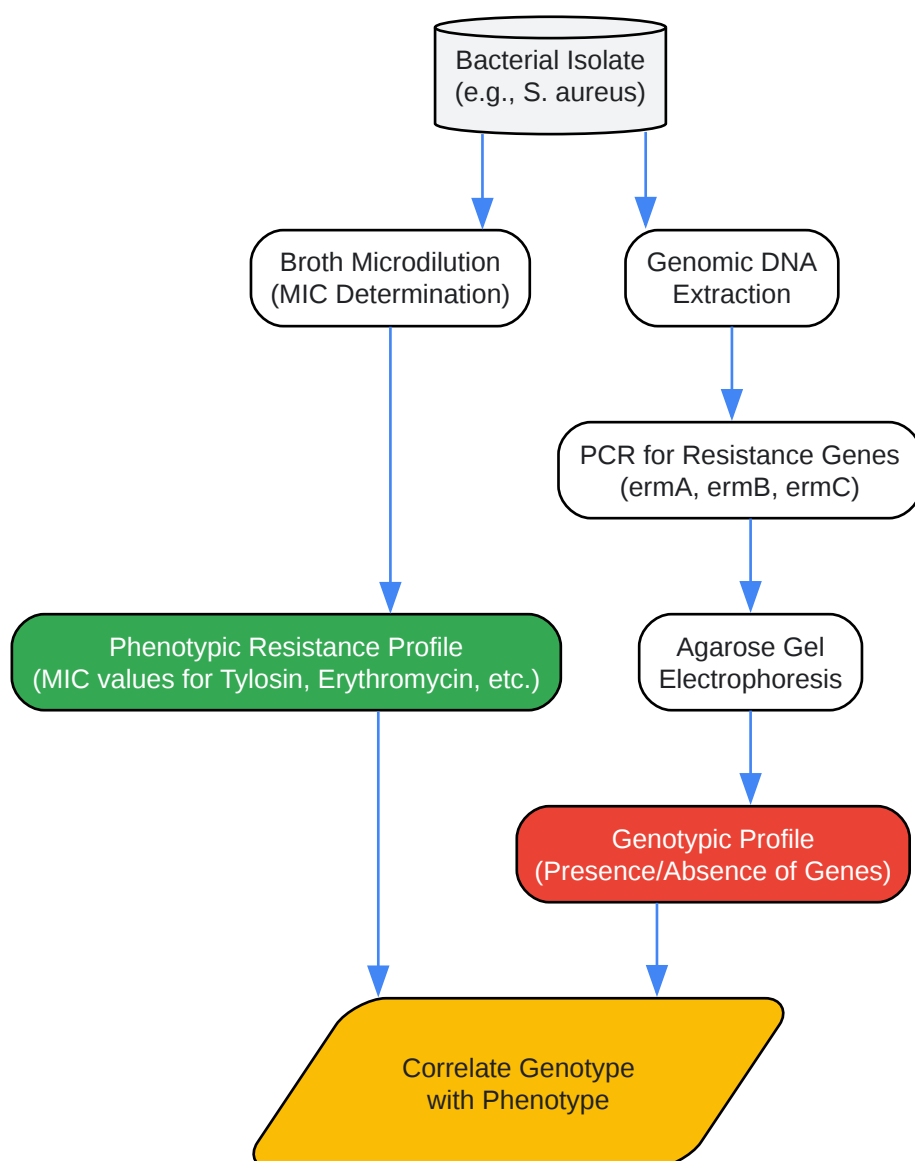 Bacterial Isolate
(e.g., S. aureus)
Broth Microdilution
(MIC Determination)
Genomic DNA
Extraction
PCR for Resistance Genes
(ermA, ermB, ermC)
Phenotypic Resistance Profile
(MIC values for Tylosin, Erythromycin, etc.)
Agarose Gel
Electrophoresis
Genotypic Profile
(Presence/Absence of Genes)
Correlate Genotype
with Phenotype